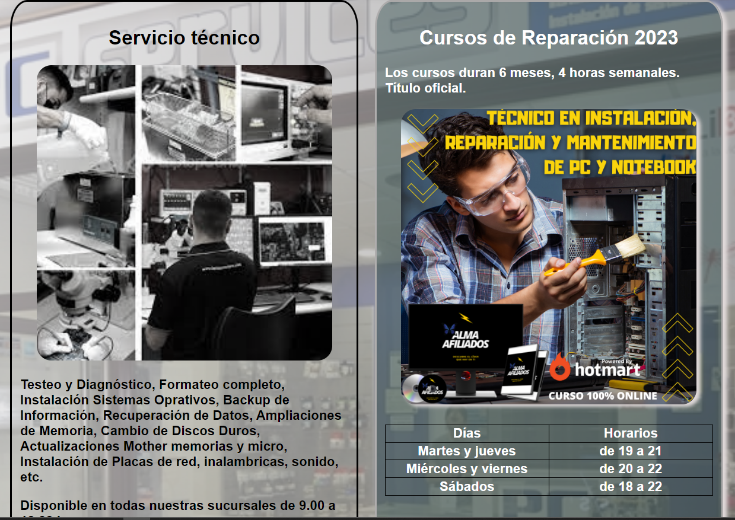 Servicio técnico
Testeo y Diagnóstico, Formateo completo,
Instalación Sistemas Oprativos, Backup de
Información, Recuperación de Datos, Ampliaciones
de Memoria, Cambio de Discos Duros,
Actualizaciones Mother memorias y micro,
Instalación de Placas de red, inalambricas, sonido,
etc.
Disponible en todas nuestras sucursales de 9.00 a
Cursos de Reparación 2023
Los cursos duran 6 meses, 4 horas semanales.
Título oficial.
TÉCNICO EN INSTALACIÓN,
REPARACIÓN Y MANTENIMIENTO
DE PC Y NOTEBOOK
ALMA
AFILIADOS
ALMA
AFILIADOS
Powered By
hotmart
CURSO 100% ONLINE
Días Horarios
Martes y jueves de 19 a 21
Miércoles y viernes de 20 a 22
Sábados de 18 a 22